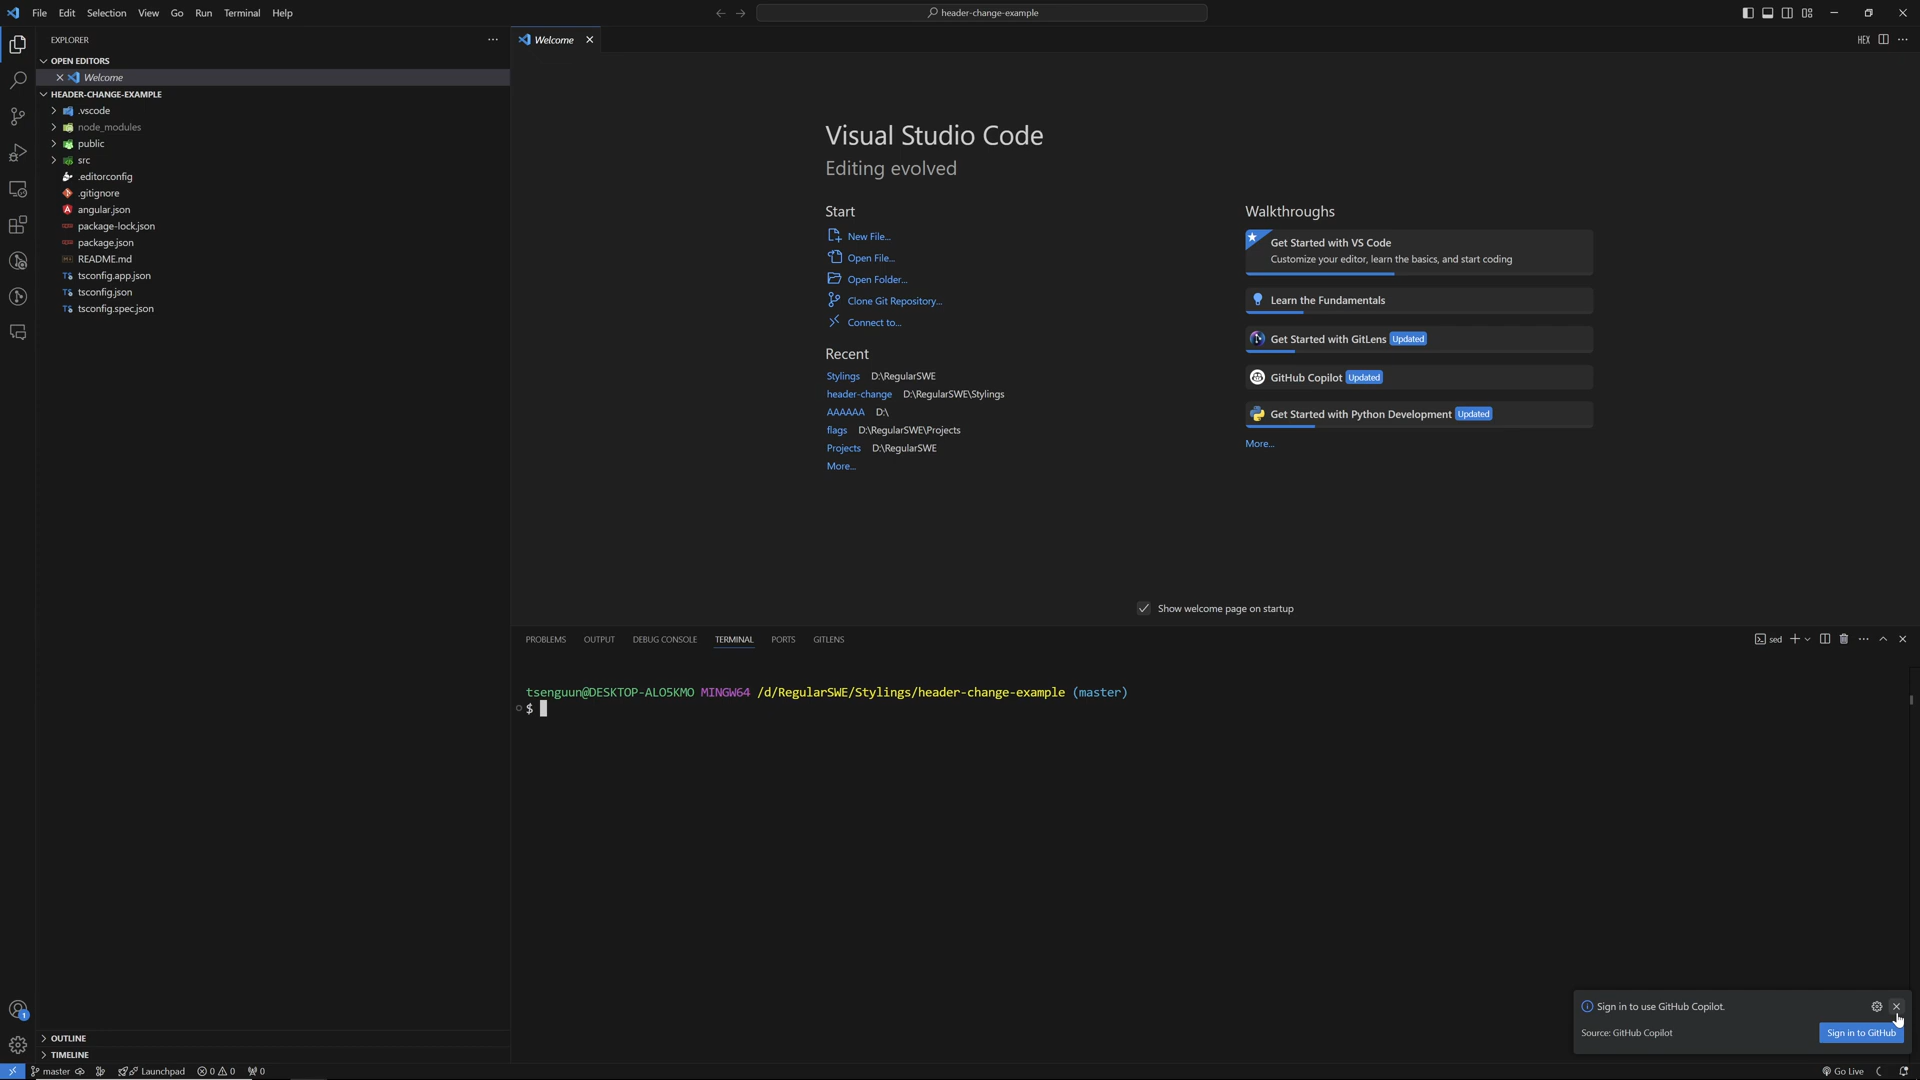 File Edit Selection View Go Run Terminal Help
header-change-example
EXPLORER
OPEN EDITORS
Welcome
HEADER-CHANGE-EXAMPLE
.vscode
node_modules
public
src
.editorconfig
.gitignore
angular.json
package-lock.json
package.json
README.md
tsconfig.app.json
tsconfig.json
tsconfig.spec.json
OUTLINE
TIMELINE
Welcome
HEX
Visual Studio Code
Editing evolved
Start
New File...
Open File...
Open Folder...
Clone Git Repository...
Connect to...
Recent
Stylings D:\RegularSWE
header-change D:\RegularSWE\Stylings
AAAAAA D:\
flags D:\RegularSWE\Projects
Projects D:\RegularSWE
More...
Walkthroughs
Get Started with VS Code
Customize your editor, learn the basics, and start coding
Learn the Fundamentals
Get Started with GitLens Updated
GitHub Copilot Updated
Get Started with Python Development Updated
More...
Show welcome page on startup
PROBLEMS OUTPUT DEBUG CONSOLE TERMINAL PORTS GITLENS
sed
tsenguun@DESKTOP-ALO5KMO MINGW64 /d/RegularSWE/Stylings/header-change-example (master)
$
Sign in to use GitHub Copilot.
Source: GitHub Copilot
Sign in to GitHub
1
master Launchpad 0 0 0
Go Live